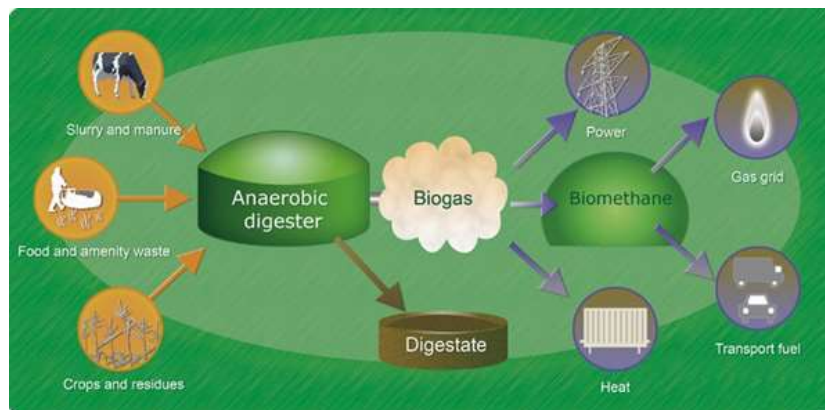 Slurry and manure
Food and amenity waste
Crops and residues
Anaerobic
digester
Biogas
Digestate
Power
Biomethane
Heat
Gas grid
Transport fuel